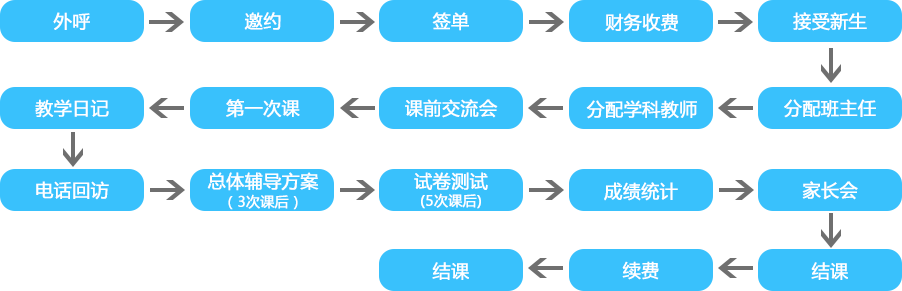 外呼
邀约
签单
财务收费
接受新生
分配班主任
分配学科教师
课前交流会
第一次课
教学日记
电话回访
总体辅导方案
（3次课后）
试卷测试
(5次课后)
成绩统计
家长会
结课
续费
结课